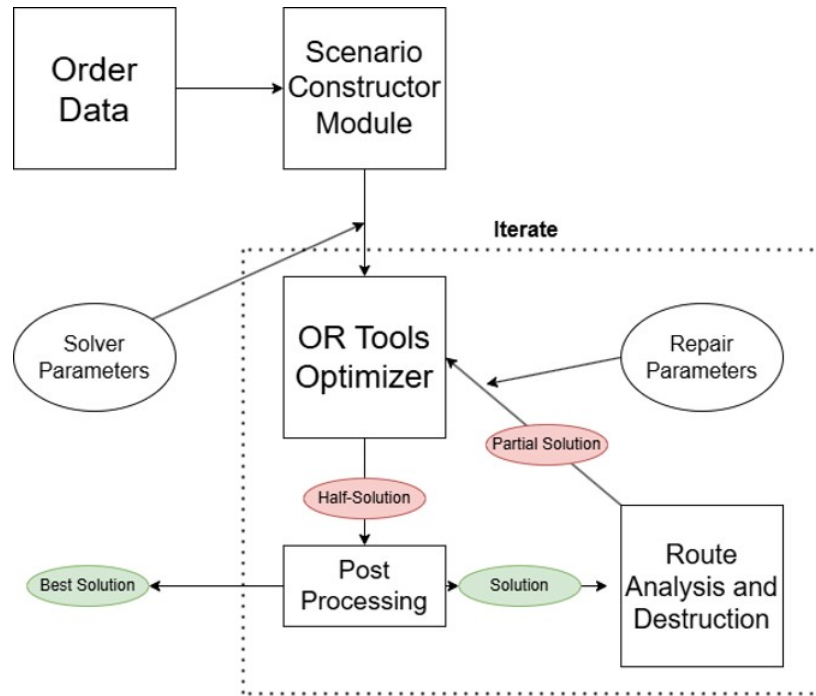 Order
Data
Scenario
Constructor
Module
Iterate
Solver
Parameters
OR Tools
Optimizer
Repair
Parameters
Partial Solution
Half-Solution
Best Solution
Post
Processing
Solution
Route
Analysis and
Destruction